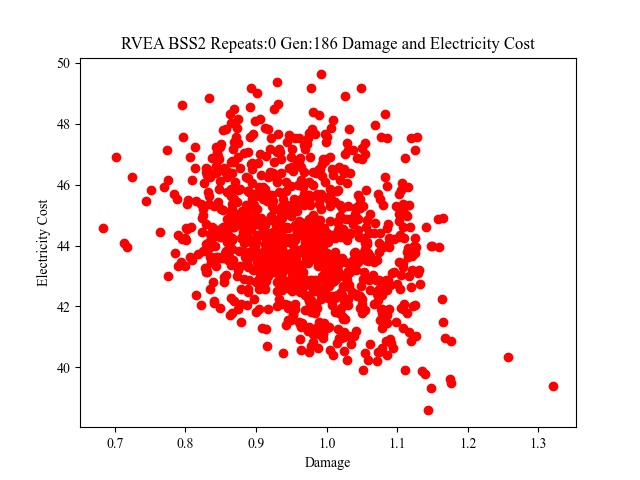 RVEA BSS2 Repeats:0 Gen:186 Damage and Electricity Cost
50
48
46
44
42
40
Electricity Cost
0.7 0.8 0.9 1.0 1.1 1.2 1.3
Damage